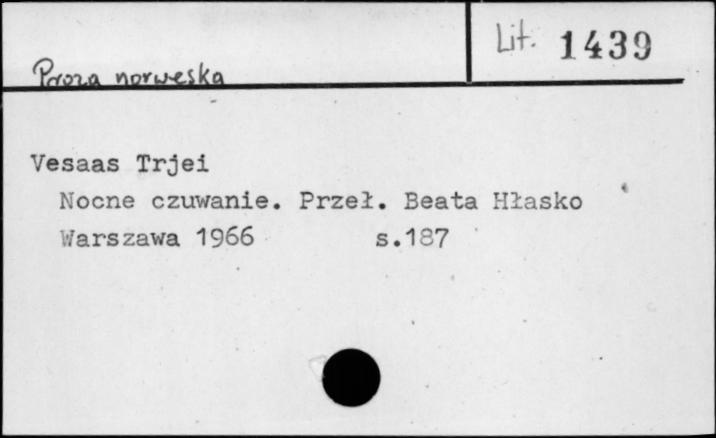 Lit. 1439
Proza norweska
Vesaas Trjei
Nocne czuwanie. Przeł. Beata Hłasko
Warszawa 1966 s.187